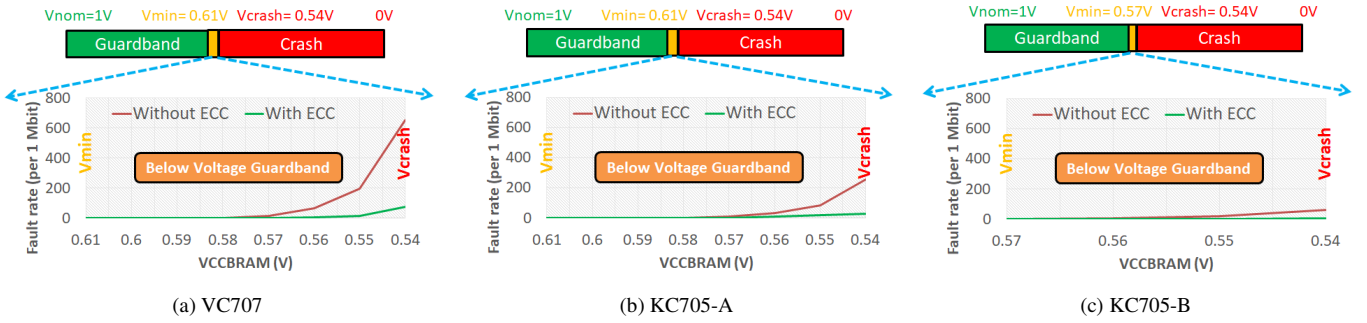 Vnom=1V Vmin= 0.61V Vcrash= 0.54V 0V
Guardband Crash
800
600
400
200
0
Fault rate (per 1 Mbit)
Without ECC With ECC
Vmin
Below Voltage Guardband
Vcrash
0.61 0.6 0.59 0.58 0.57 0.56 0.55 0.54
VCCBRAM (V)
(a) VC707
Vnom=1V Vmin= 0.61V Vcrash= 0.54V 0V
Guardband Crash
800
600
400
200
0
Fault rate (per 1 Mbit)
Without ECC With ECC
Vmin
Below Voltage Guardband
Vcrash
0.61 0.6 0.59 0.58 0.57 0.56 0.55 0.54
VCCBRAM (V)
(b) KC705-A
Vnom=1V Vmin= 0.57V Vcrash= 0.54V 0V
Guardband Crash
800
600
400
200
0
Fault rate (per 1 Mbit)
Without ECC With ECC
Vmin
Below Voltage Guardband
Vcrash
0.57 0.56 0.55 0.54
VCCBRAM (V)
(c) KC705-B